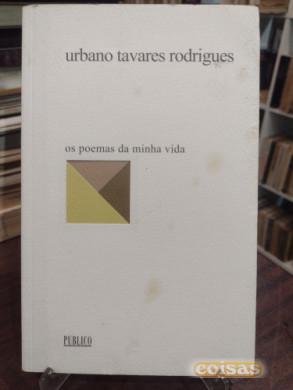 urbano tavares rodrigues
os poemas da minha vida
PÚBLICO
coisas